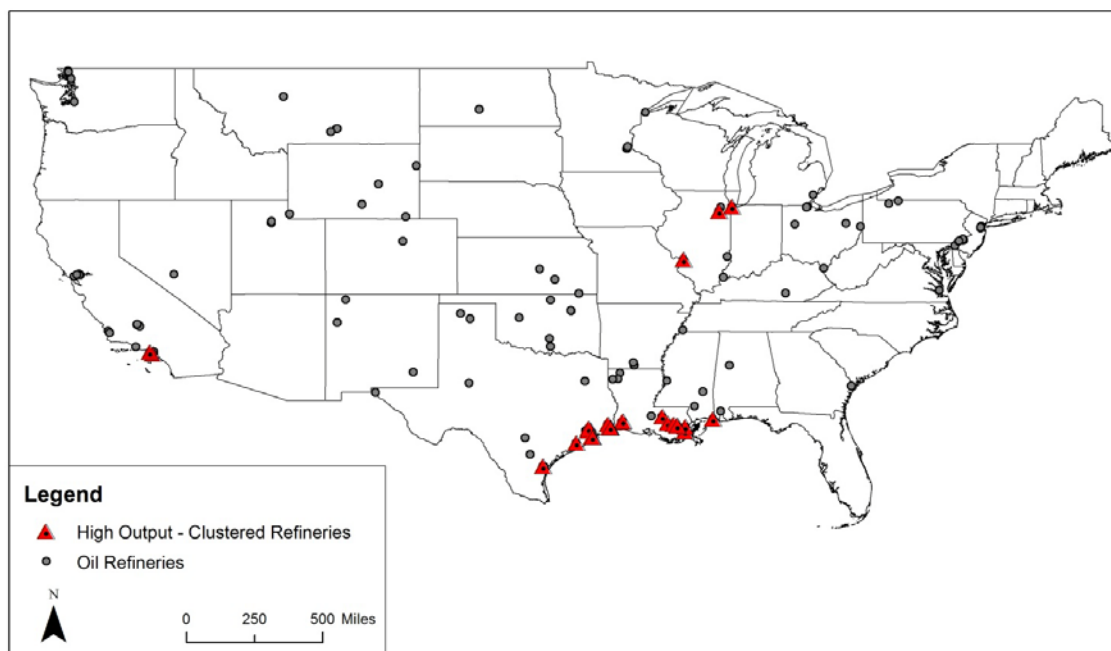 Legend
High Output - Clustered Refineries
Oil Refineries
N
0 250 500 Miles